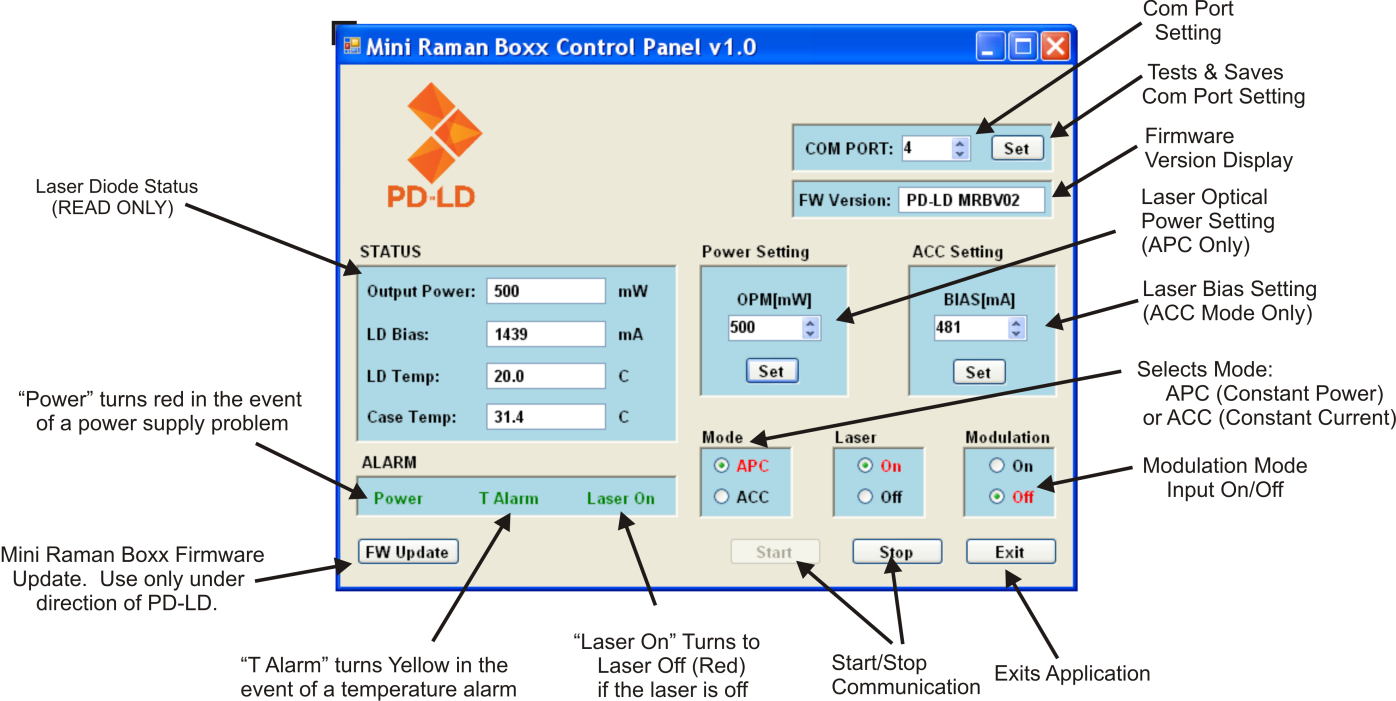 Com Port
Setting
Mini Raman Boxx Control Panel v1.0
Tests & Saves
Com Port Setting
COM PORT: 4 Set
Firmware
Version Display
FW Version: PD-LD MRBV02
PD-LD
Laser Diode Status
(READ ONLY)
Laser Optical
Power Setting
(APC Only)
STATUS
Output Power: 500 mW
LD Bias: 1439 mA
LD Temp: 20.0 C
Case Temp: 31.4 C
Power Setting
OPM[mW]
500
Set
ACC Setting
BIAS[mA]
481
Set
Laser Bias Setting
(ACC Mode Only)
Selects Mode:
APC (Constant Power)
or ACC (Constant Current)
“Power” turns red in the event
of a power supply problem
ALARM
Power T Alarm Laser On
Mode
APC
ACC
Laser
On
Off
Modulation
On
Off
Modulation Mode
Input On/Off
FW Update Start Stop Exit
Mini Raman Boxx Firmware
Update. Use only under
direction of PD-LD.
“T Alarm” turns Yellow in the
event of a temperature alarm
“Laser On” Turns to
Laser Off (Red)
if the laser is off
Start/Stop
Communication
Exits Application